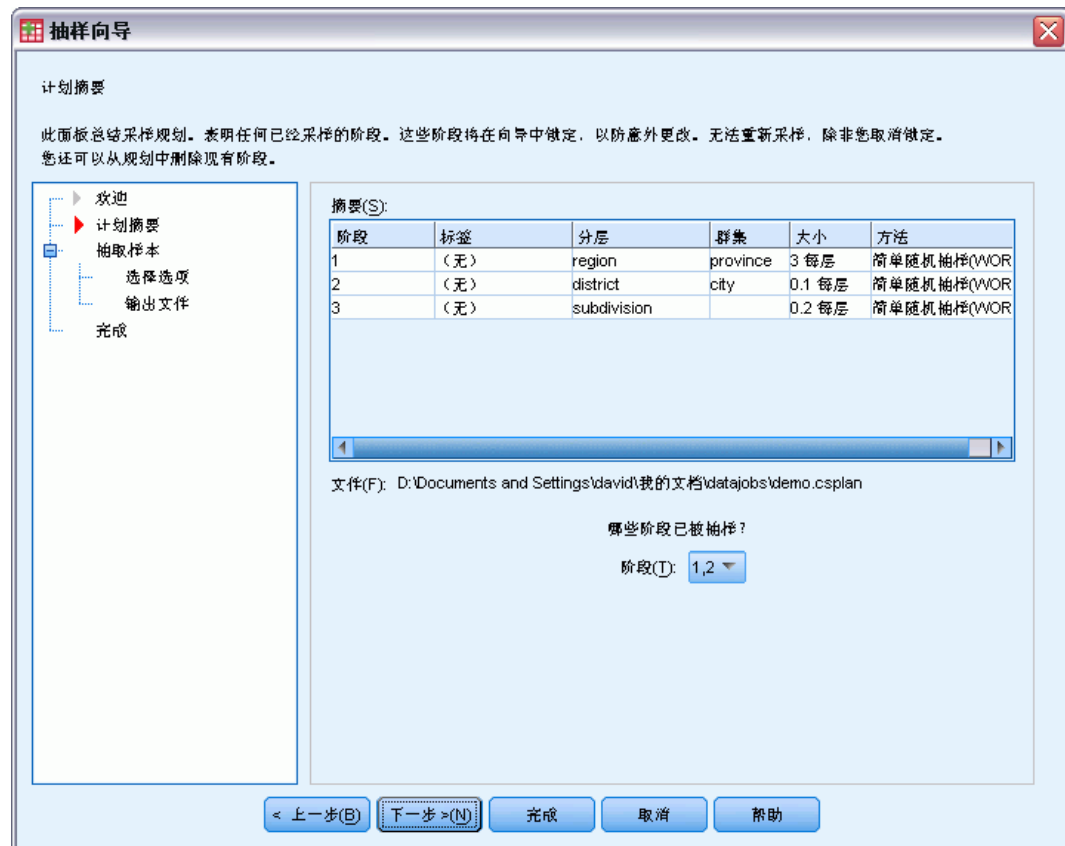 抽样向导
计划摘要
此面板总结采样规划。表明任何已经采样的阶段。这些阶段将在向导中锁定，以防意外更改。无法重新采样，除非您取消锁定。
您还可以从规划中删除现有阶段。
欢迎
计划摘要
抽取样本
选择选项
输出文件
完成
摘要(S):
阶段 标签 分层 群集 大小 方法
1 （无） region province 3 每层 简单随机抽样(WOR
2 （无） district city 0.1 每层 简单随机抽样(WOR
3 （无） subdivision 0.2 每层 简单随机抽样(WOR
文件(F): D:\Documents and Settings\david\我的文档\datajobs\demo.csplan
哪些阶段已被抽样?
阶段(T): 1,2
< 上一步(B) 下一步 >(N) 完成 取消 帮助